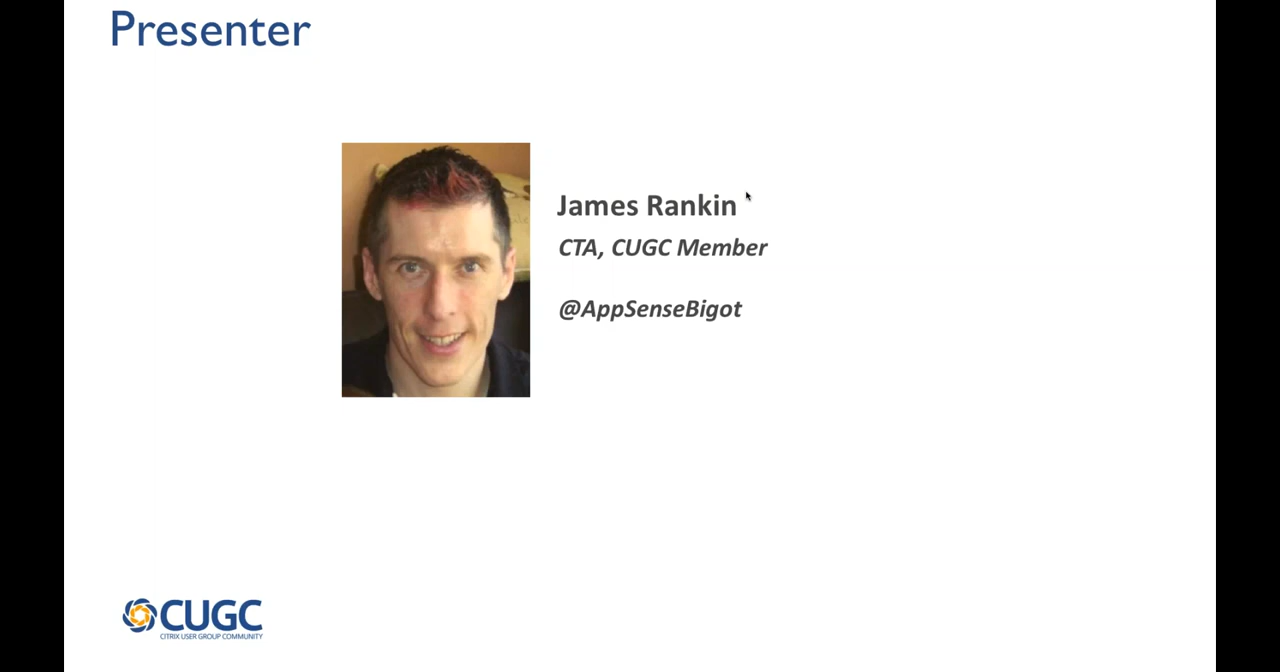 Presenter
James Rankin
CTA, CUGC Member
@AppSenseBigot
CUGC
CITRIX USER GROUP COMMUNITY